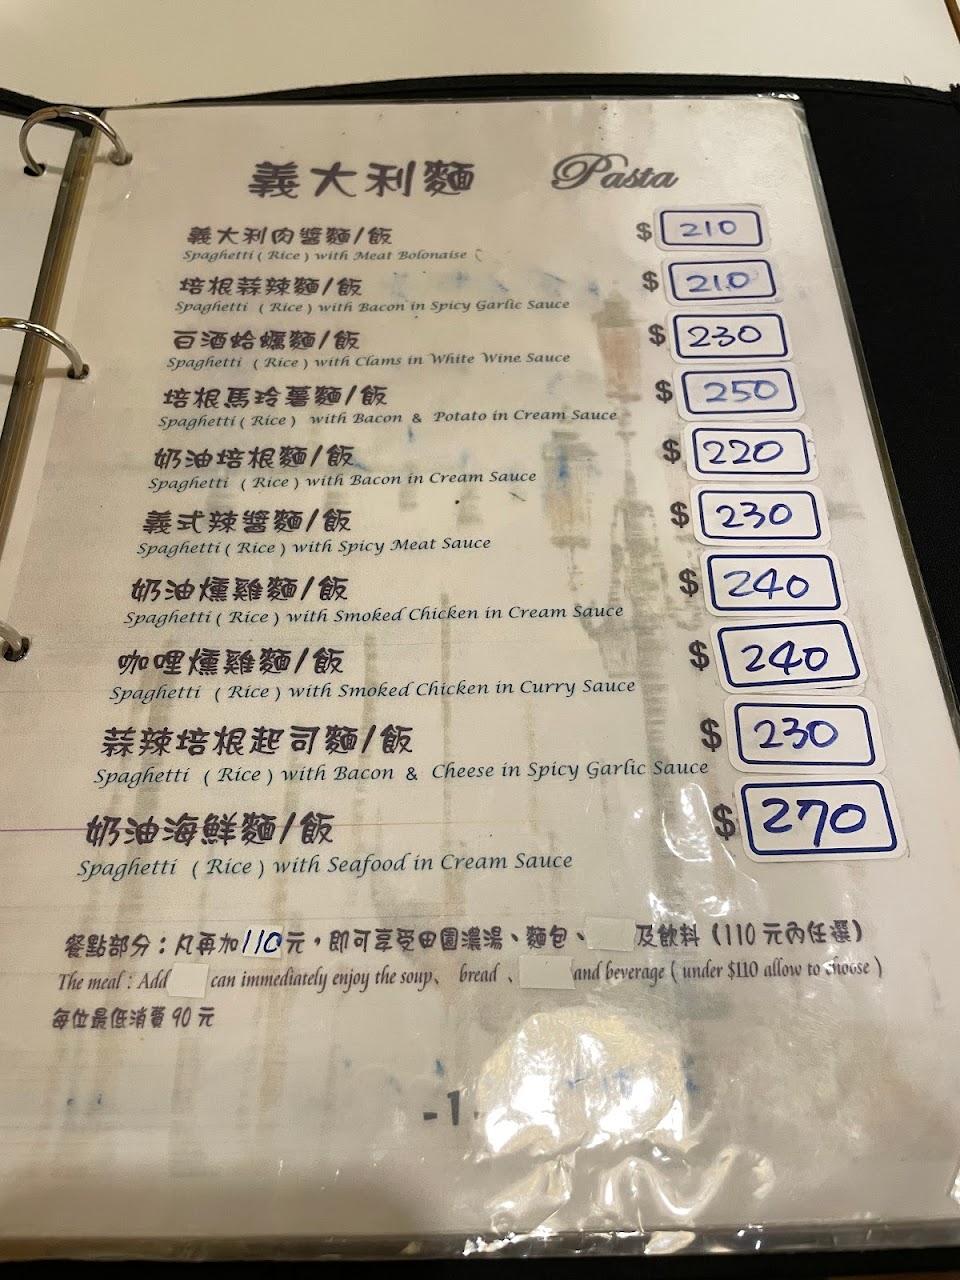 義大利麵 Pasta
義大利肉醬麵/飯 $ 210
Spaghetti ( Rice ) with Meat Bolonaise (
培根蒜辣麵/飯 $ 210
Spaghetti ( Rice ) with Bacon in Spicy Garlic Sauce
百酒蛤蠣麵/飯 $ 230
Spaghetti ( Rice ) with Clams in White Wine Sauce
培根馬玲薯麵/飯 $ 250
Spaghetti ( Rice ) with Bacon & Potato in Cream Sauce
奶油培根麵/飯 $ 220
Spaghetti ( Rice ) with Bacon in Cream Sauce
義式辣醬麵/飯 $ 230
Spaghetti ( Rice ) with Spicy Meat Sauce
奶油燻雞麵/飯 $ 240
Spaghetti ( Rice ) with Smoked Chicken in Cream Sauce
咖哩燻雞麵/飯 $ 240
Spaghetti ( Rice ) with Smoked Chicken in Curry Sauce
蒜辣培根起司麵/飯 $ 230
Spaghetti ( Rice ) with Bacon & Cheese in Spicy Garlic Sauce
奶油海鮮麵/飯 $ 270
Spaghetti ( Rice ) with Seafood in Cream Sauce
餐點部分：凡再加110元，即可享受田園濃湯、麵包、 及飲料（110元內任選）
The meal : Add can immediately enjoy the soup、 bread 、 and beverage ( under $110 allow to choose )
每位最低消費90元
-1-